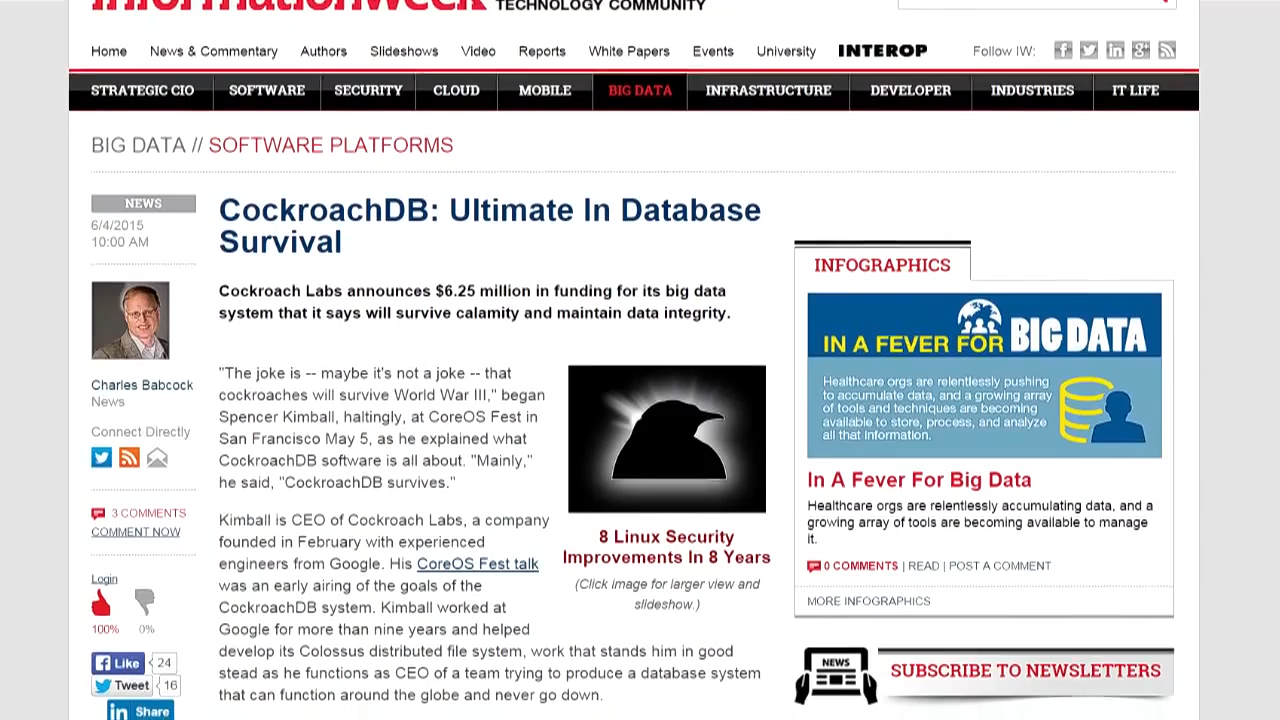 InformationWeek TECHNOLOGY COMMUNITY
Home News & Commentary Authors Slideshows Video Reports White Papers Events University INTEROP Follow IW:
STRATEGIC CIO SOFTWARE SECURITY CLOUD MOBILE BIG DATA INFRASTRUCTURE DEVELOPER INDUSTRIES IT LIFE
BIG DATA // SOFTWARE PLATFORMS
NEWS
6/4/2015
10:00 AM
Charles Babcock
News
Connect Directly
3 COMMENTS
COMMENT NOW
Login
100% 0%
Like 24
Tweet 16
in Share
CockroachDB: Ultimate In Database
Survival
Cockroach Labs announces $6.25 million in funding for its big data
system that it says will survive calamity and maintain data integrity.
"The joke is -- maybe it's not a joke -- that
cockroaches will survive World War III," began
Spencer Kimball, haltingly, at CoreOS Fest in
San Francisco May 5, as he explained what
CockroachDB software is all about. "Mainly,"
he said, "CockroachDB survives."
8 Linux Security
Improvements In 8 Years
(Click image for larger view and
slideshow.)
Kimball is CEO of Cockroach Labs, a company
founded in February with experienced
engineers from Google. His CoreOS Fest talk
was an early airing of the goals of the
CockroachDB system. Kimball worked at
Google for more than nine years and helped
develop its Colossus distributed file system, work that stands him in good
stead as he functions as CEO of a team trying to produce a database system
that can function around the globe and never go down.
INFOGRAPHICS
IN A FEVER FOR BIG DATA
Healthcare orgs are relentlessly pushing
to accumulate data, and a growing array
of tools and techniques are becoming
available to store, process, and analyze
all that information.
In A Fever For Big Data
Healthcare orgs are relentlessly accumulating data, and a
growing array of tools are becoming available to manage
it.
0 COMMENTS | READ | POST A COMMENT
MORE INFOGRAPHICS
NEWS
SUBSCRIBE TO NEWSLETTERS